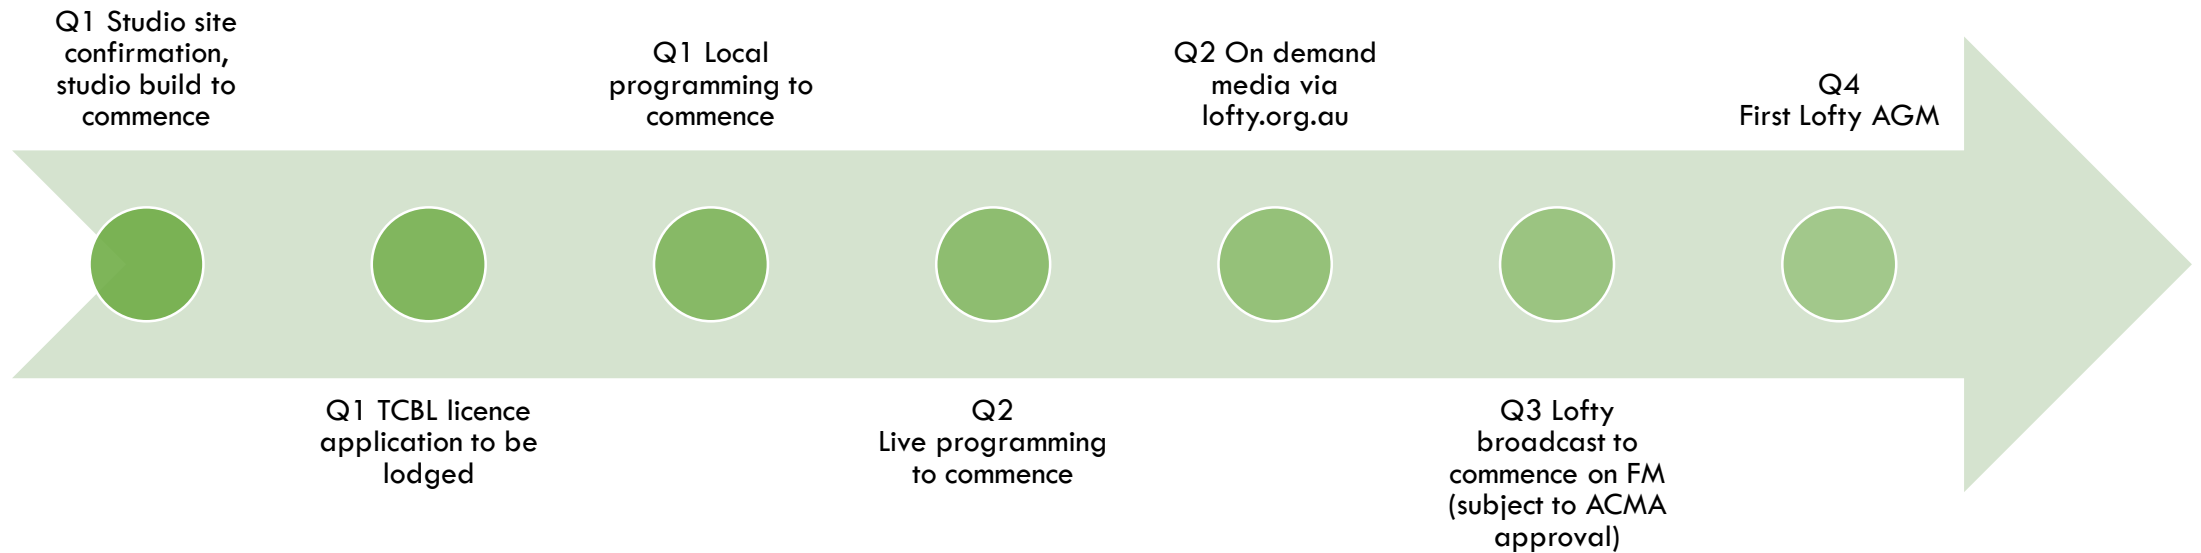 Q1 Studio site
confirmation,
studio build to
commence
Q1 TCBL licence
application to be
lodged
Q1 Local
programming to
commence
Q2
Live programming
to commence
Q2 On demand
media via
lofty.org.au
Q3 Lofty
broadcast to
commence on FM
(subject to ACMA
approval)
Q4
First Lofty AGM